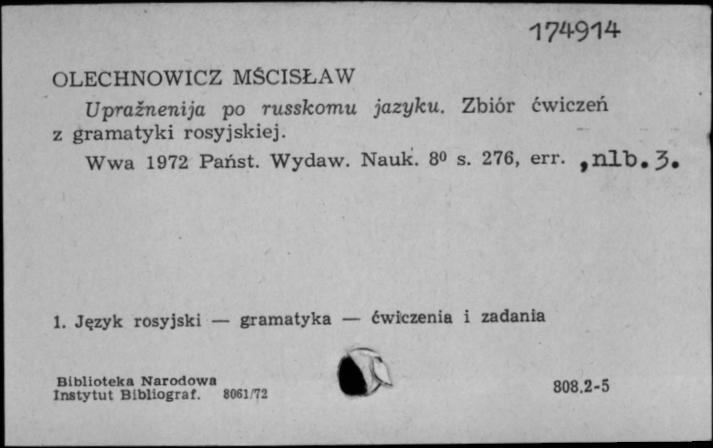 174914
OLECHNOWICZ MŚCISŁAW
Upražnenija po russkomu jazyku. Zbiór ćwiczeń
z gramatyki rosyjskiej.
Wwa 1972 Państ. Wydaw. Nauk. 8⁰ s. 276, err. ,nlb.3.
1. Język rosyjski — gramatyka — ćwiczenia i zadania
Biblioteka Narodowa
Instytut Bibliograf. 8061/72
808.2-5